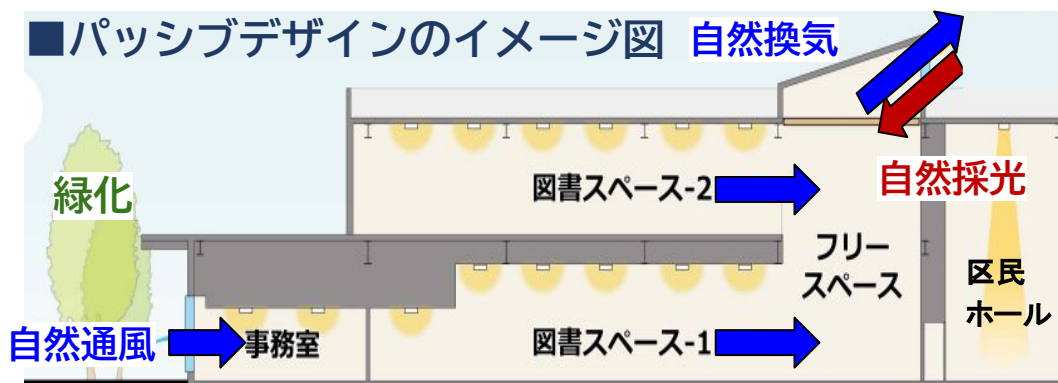 ■パッシブデザインのイメージ図
自然換気
緑化
図書スペース-2
自然採光
フリー
スペース
区民
ホール
自然通風
事務室
図書スペース-1